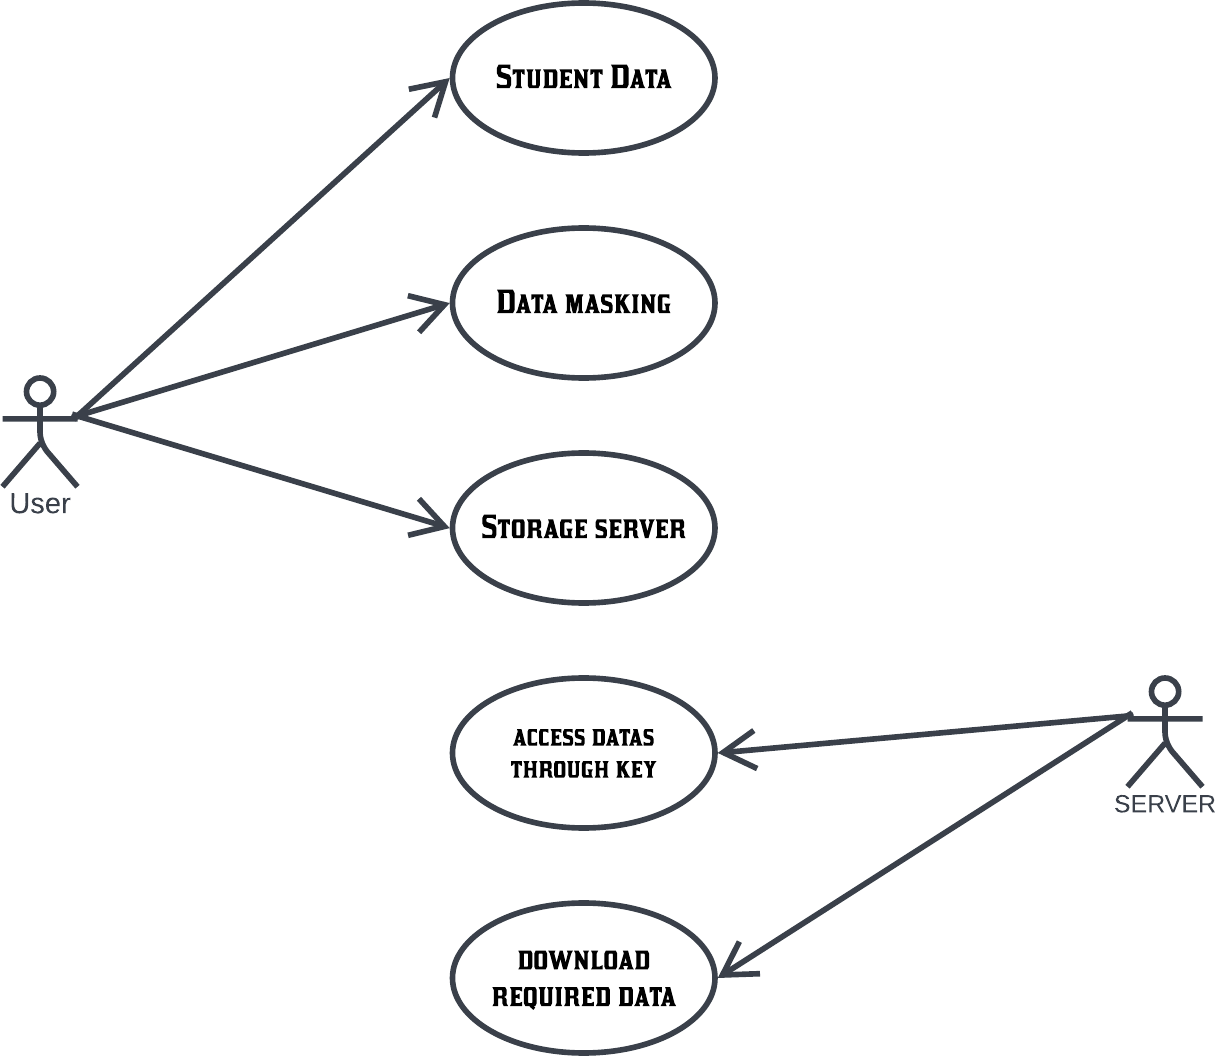 Student Data
Data masking
User
Storage server
ACCESS DATAS
THROUGH KEY
SERVER
DOWNLOAD
REQUIRED DATA